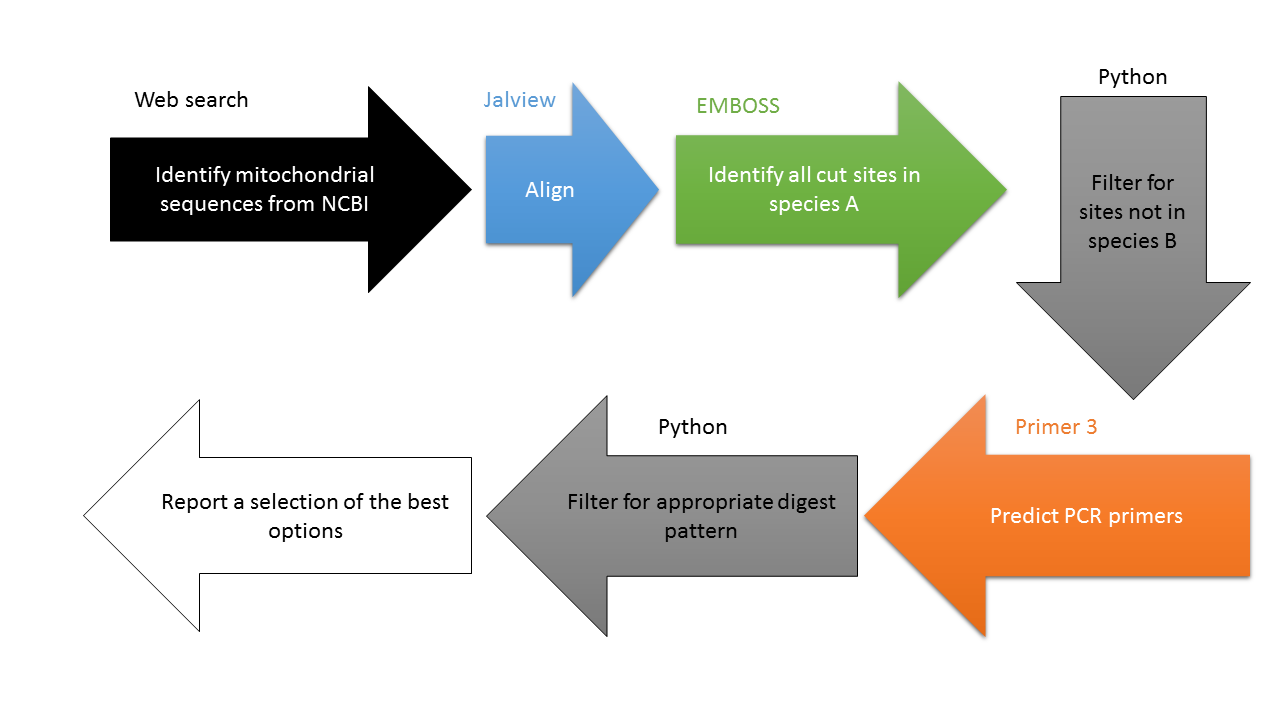 Web search
Identify mitochondrial
sequences from NCBI
Jalview
Align
EMBOSS
Identify all cut sites in
species A
Python
Filter for
sites not in
species B
Primer 3
Predict PCR primers
Python
Filter for appropriate digest
pattern
Report a selection of the best
options